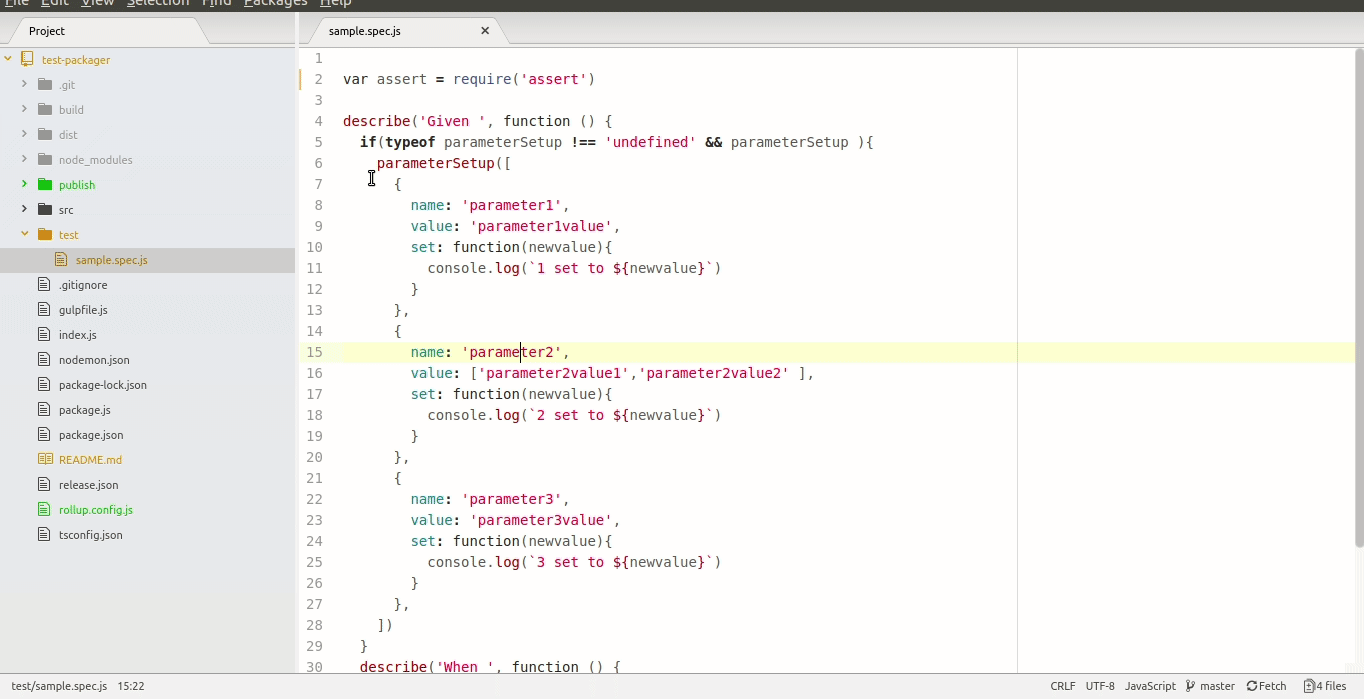 File Edit View Selection Find Packages Help
Project
sample.spec.js
test-packager
.git
build
dist
node_modules
publish
src
test
sample.spec.js
.gitignore
gulpfile.js
index.js
nodemon.json
package-lock.json
package.js
package.json
README.md
release.json
rollup.config.js
tsconfig.json
1
2 var assert = require('assert')
3
4 describe('Given ', function () {
5 if(typeof parameterSetup !== 'undefined' && parameterSetup ){
6 parameterSetup([
7 {
8 name: 'parameter1',
9 value: 'parameter1value',
10 set: function(newvalue){
11 console.log(`1 set to ${newvalue}`)
12 }
13 },
14 {
15 name: 'parameter2',
16 value: ['parameter2value1','parameter2value2' ],
17 set: function(newvalue){
18 console.log(`2 set to ${newvalue}`)
19 }
20 },
21 {
22 name: 'parameter3',
23 value: 'parameter3value',
24 set: function(newvalue){
25 console.log(`3 set to ${newvalue}`)
26 }
27 },
28 ])
29 }
30 describe('When ', function () {
test/sample.spec.js 15:22 CRLF UTF-8 JavaScript master Fetch 4 files